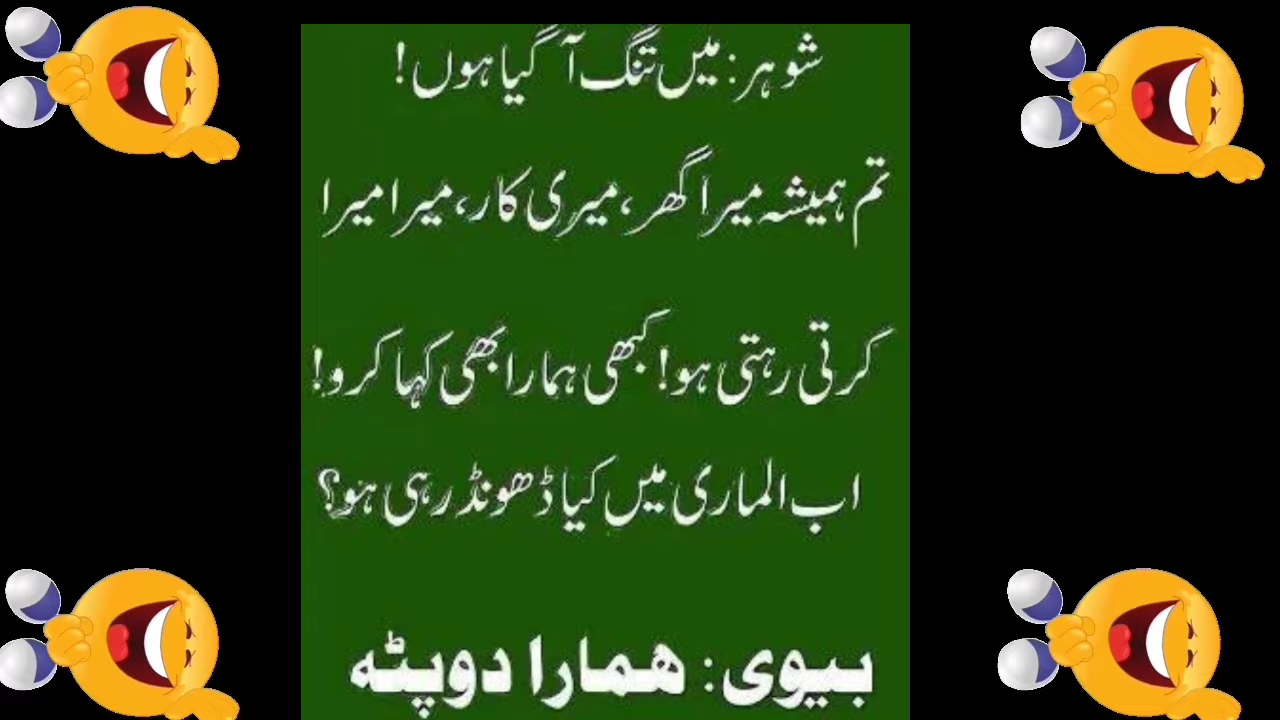 شوہر: میں تنگ آ گیا ہوں!
تم ہمیشہ میرا گھر، میری کار، میرا میرا
کرتی رہتی ہو! کبھی ہمارا بھی کہا کرو!
اب الماری میں کیا ڈھونڈ رہی ہو؟
بیوی: ہمارا دوپٹہ